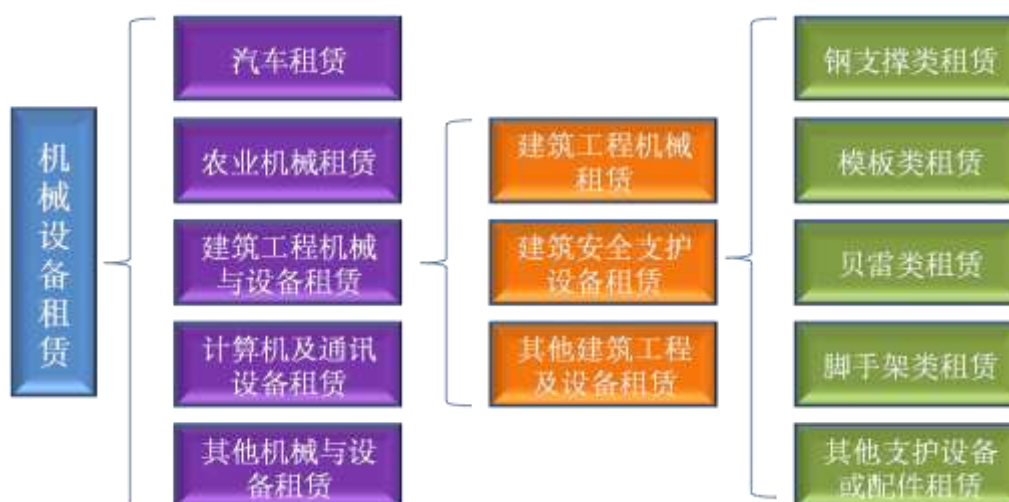 机械设备租赁
汽车租赁
农业机械租赁
建筑工程机械
与设备租赁
计算机及通讯
设备租赁
其他机械与设
备租赁
建筑工程机械
租赁
建筑安全支护
设备租赁
其他建筑工程
及设备租赁
钢支撑类租赁
模板类租赁
贝雷类租赁
脚手架类租赁
其他支护设备
或配件租赁